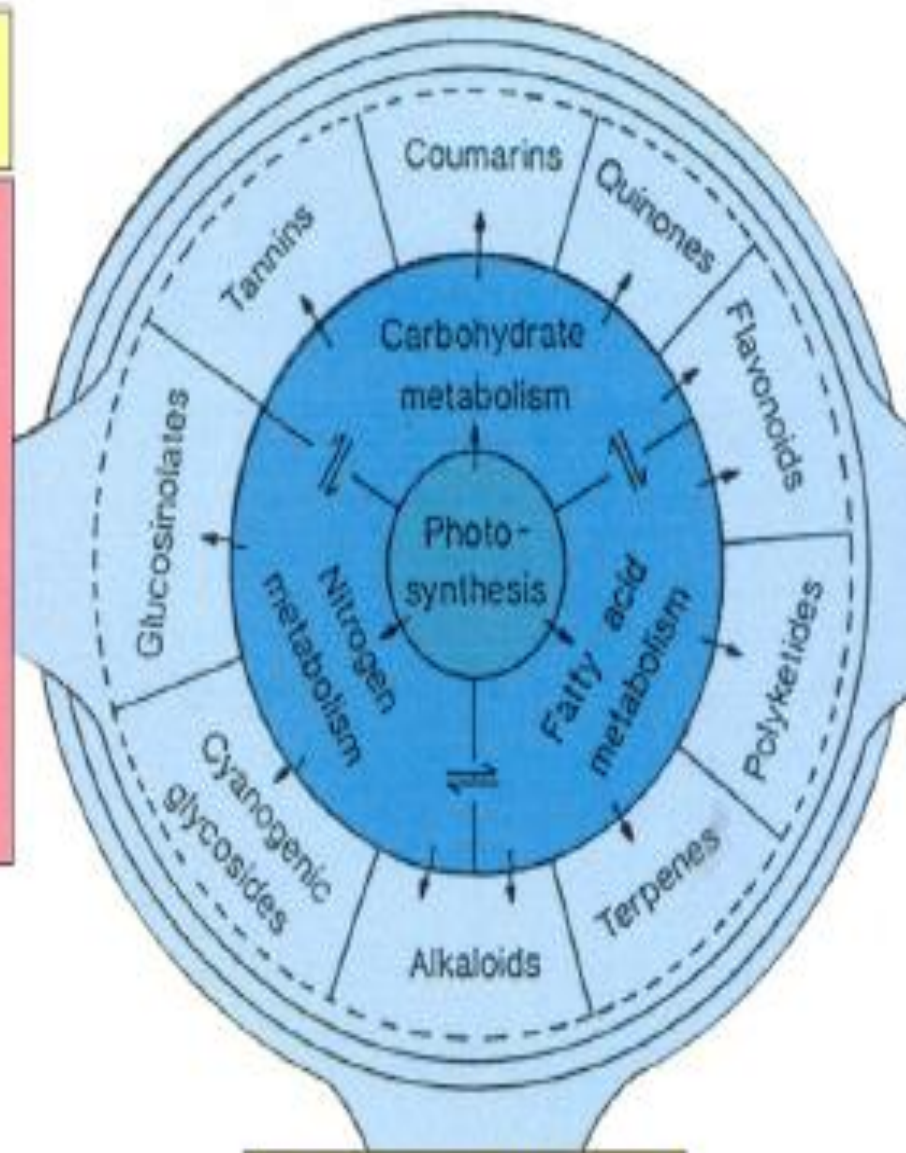 Coumarins
Quinones
Tannins
Flavonoids
Carbohydrate
metabolism
Glucosinolates
Photo-
synthesis
Nitrogen
metabolism
Fatty acid
metabolism
Polyketides
Cyanogenic
glycosides
Terpenes
Alkaloids